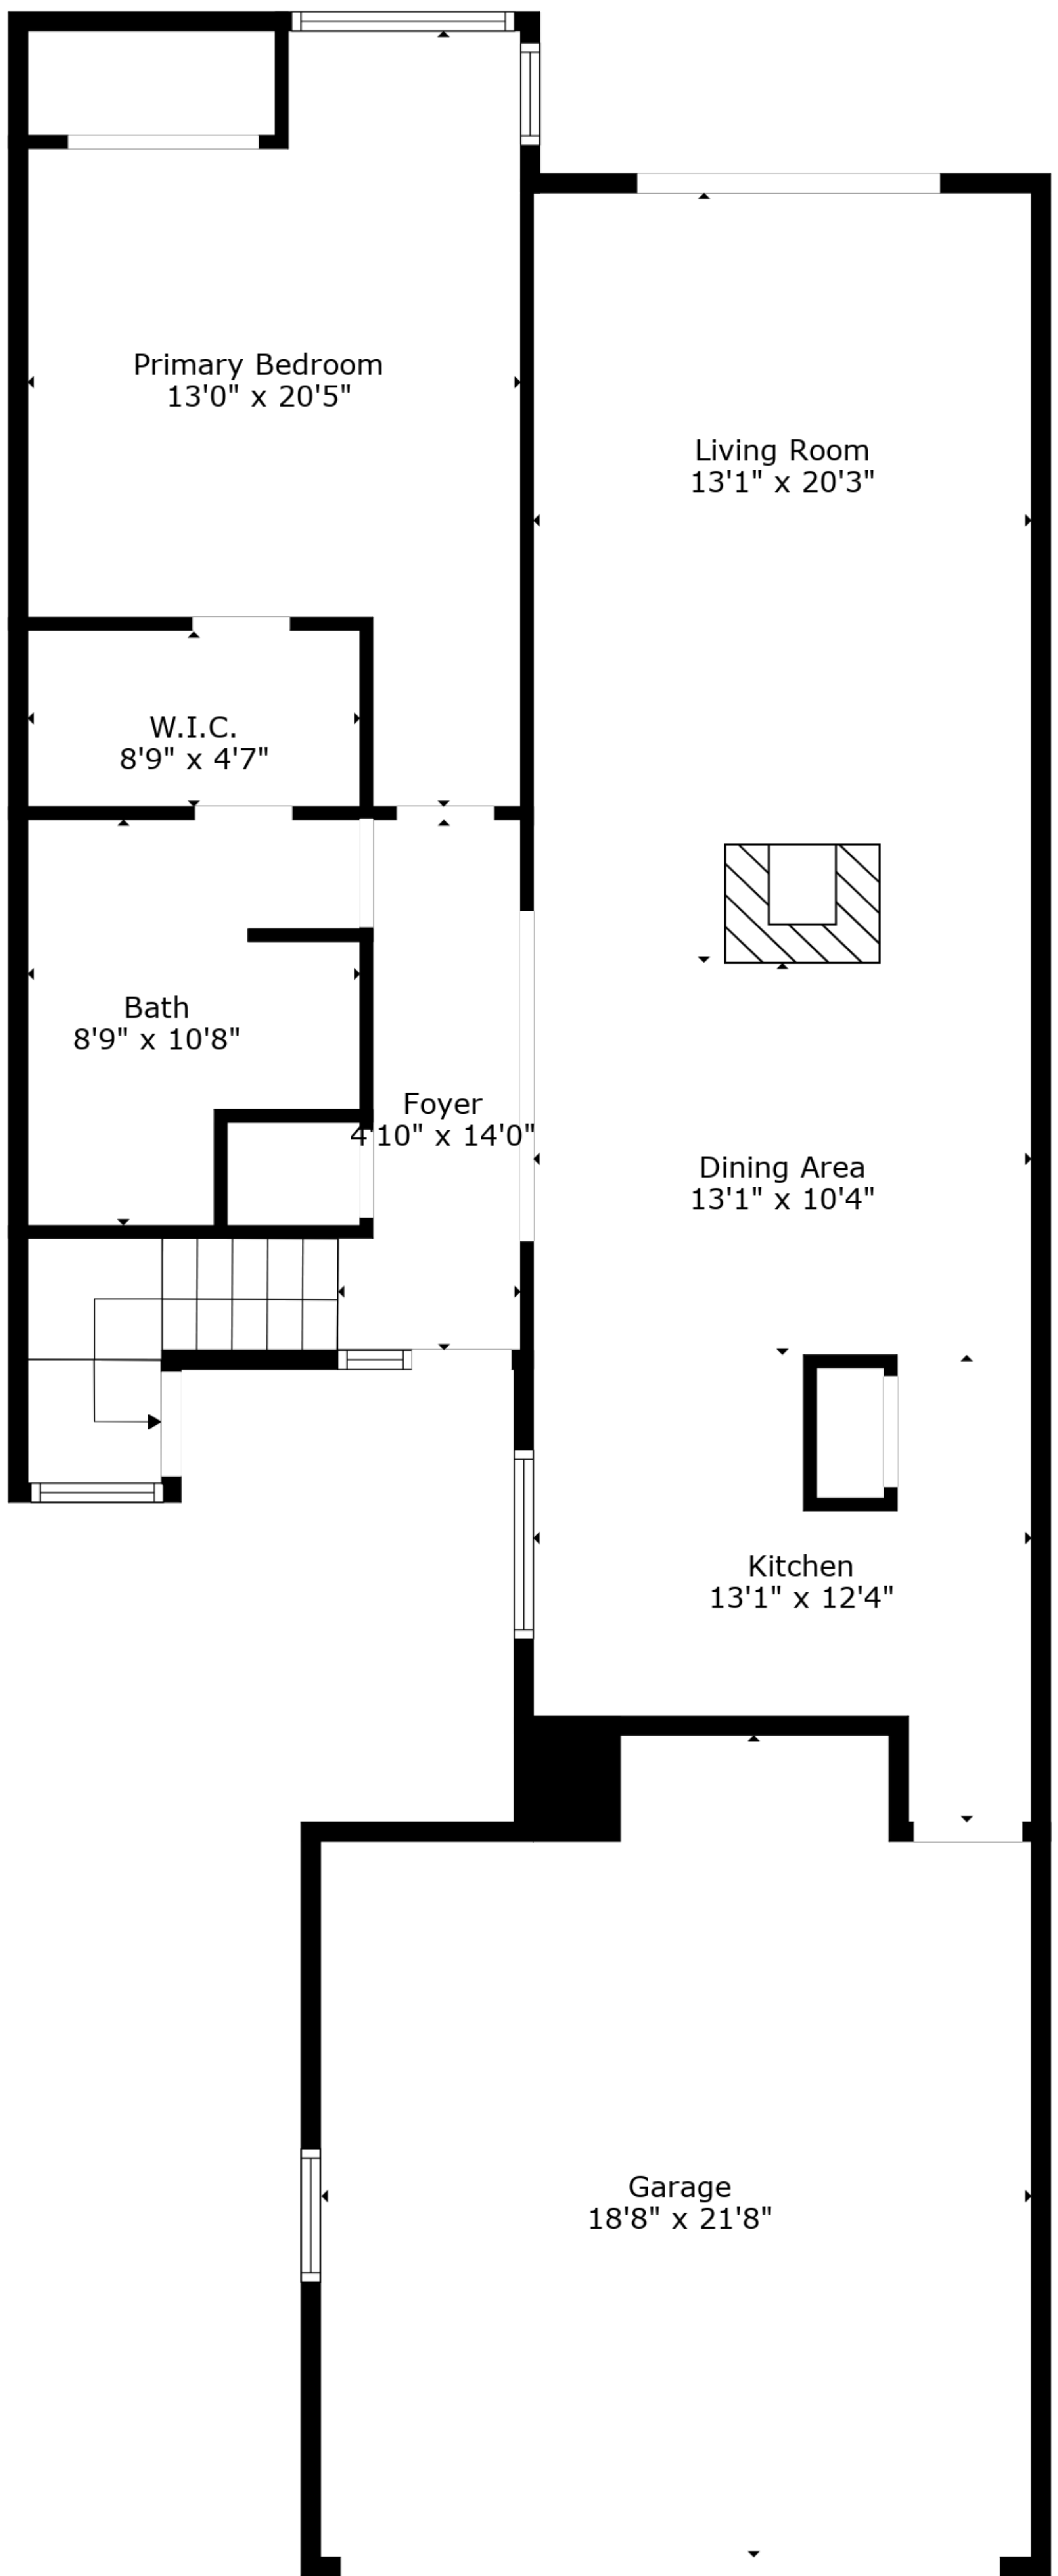 Primary Bedroom
13'0" x 20'5"
Living Room
13'1" x 20'3"
W.I.C.
8'9" x 4'7"
Bath
8'9" x 10'8"
Foyer
4'10" x 14'0"
Dining Area
13'1" x 10'4"
Kitchen
13'1" x 12'4"
Garage
18'8" x 21'8"